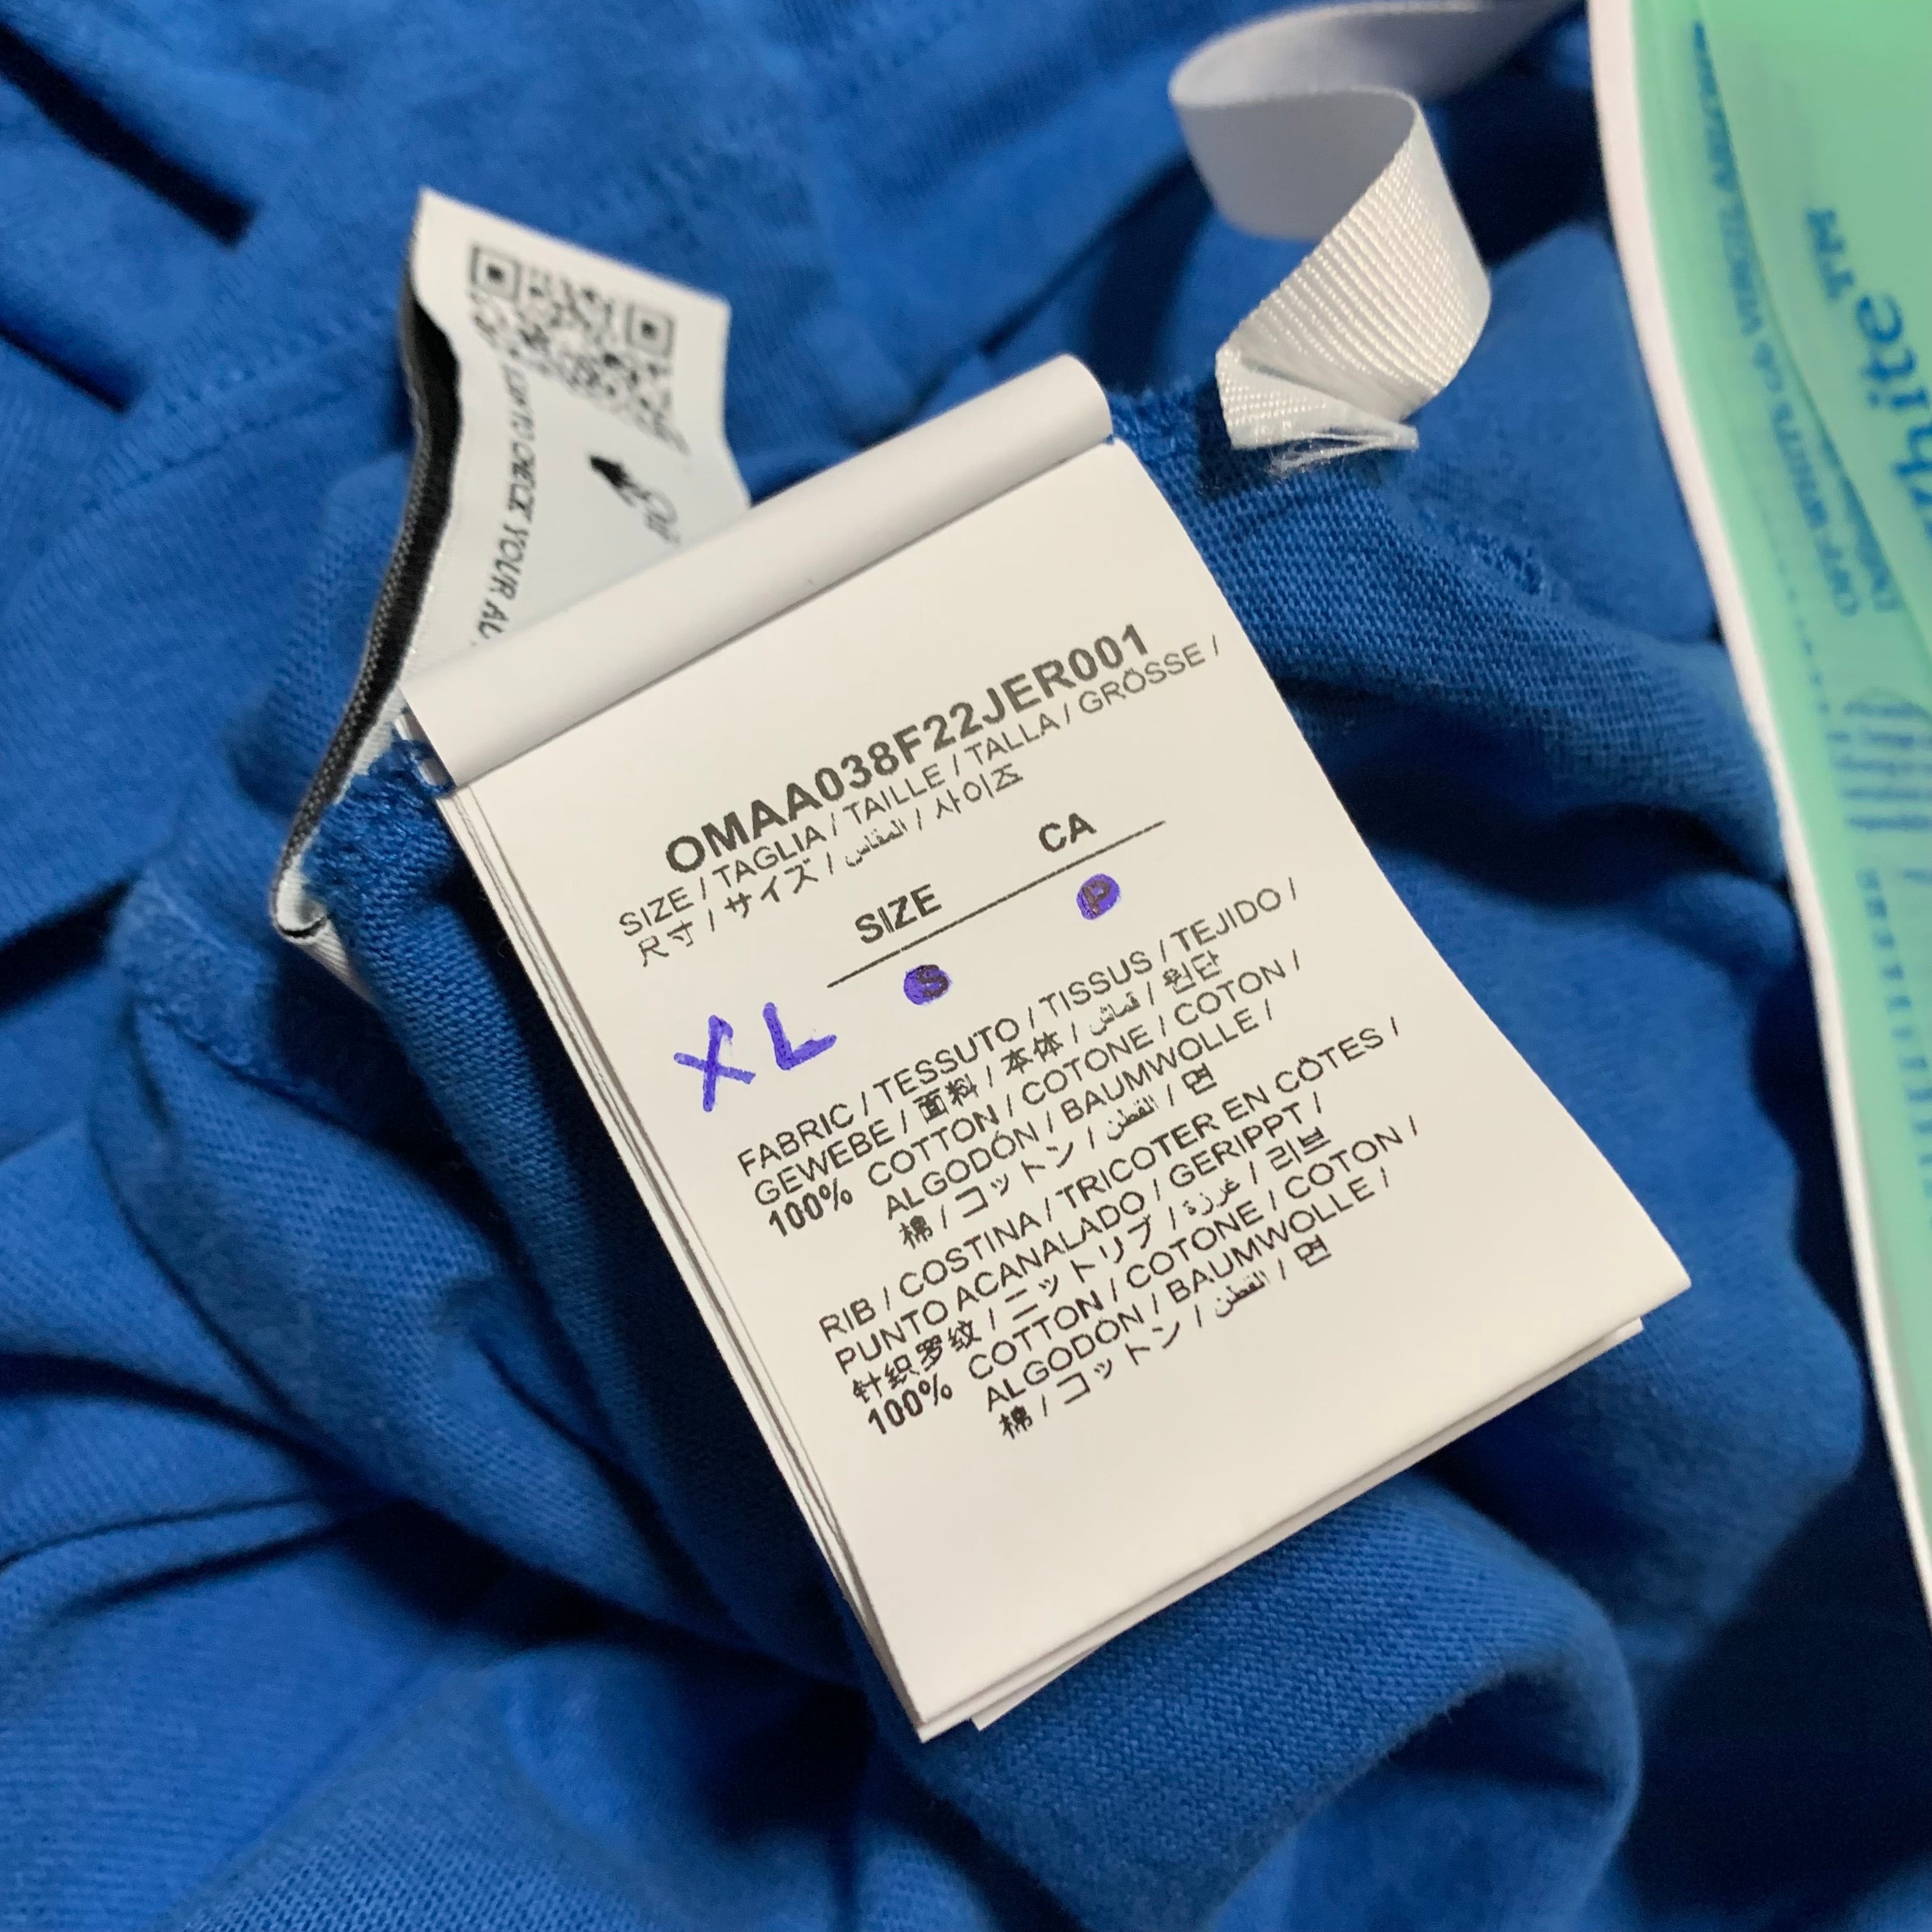 TO CHECK YOUR
OMAA038F22JER001
SIZE / TAGLIA / TAILLE / TALLA / GRÖSSE /
尺寸 / サイズ / المقاس / 사이즈
SIZE CA
S P
XL
FABRIC / TESSUTO / TISSUS / TEJIDO /
GEWEBE / 面料 / 本体 / قماش / 원단
100% COTTON / COTONE / COTON /
ALGODÓN / BAUMWOLLE /
棉 / コットン / القطن / 면
RIB / COSTINA / TRICOTER EN CÔTES /
PUNTO ACANALADO / GERIPPT /
针织罗纹 / ニットリブ / غرزة / 리브
100% COTTON / COTONE / COTON /
ALGODÓN / BAUMWOLLE /
棉 / コットン / القطن / 면
hite™